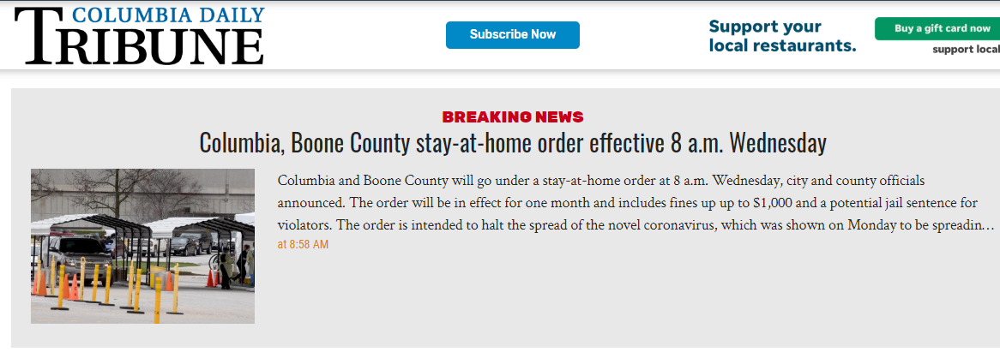 COLUMBIA DAILY
TRIBUNE
Subscribe Now
Support your
local restaurants.
Buy a gift card now
support local
BREAKING NEWS
Columbia, Boone County stay-at-home order effective 8 a.m. Wednesday
Columbia and Boone County will go under a stay-at-home order at 8 a.m. Wednesday, city and county officials
announced. The order will be in effect for one month and includes fines up up to $1,000 and a potential jail sentence for
violators. The order is intended to halt the spread of the novel coronavirus, which was shown on Monday to be spreadin...
at 8:58 AM